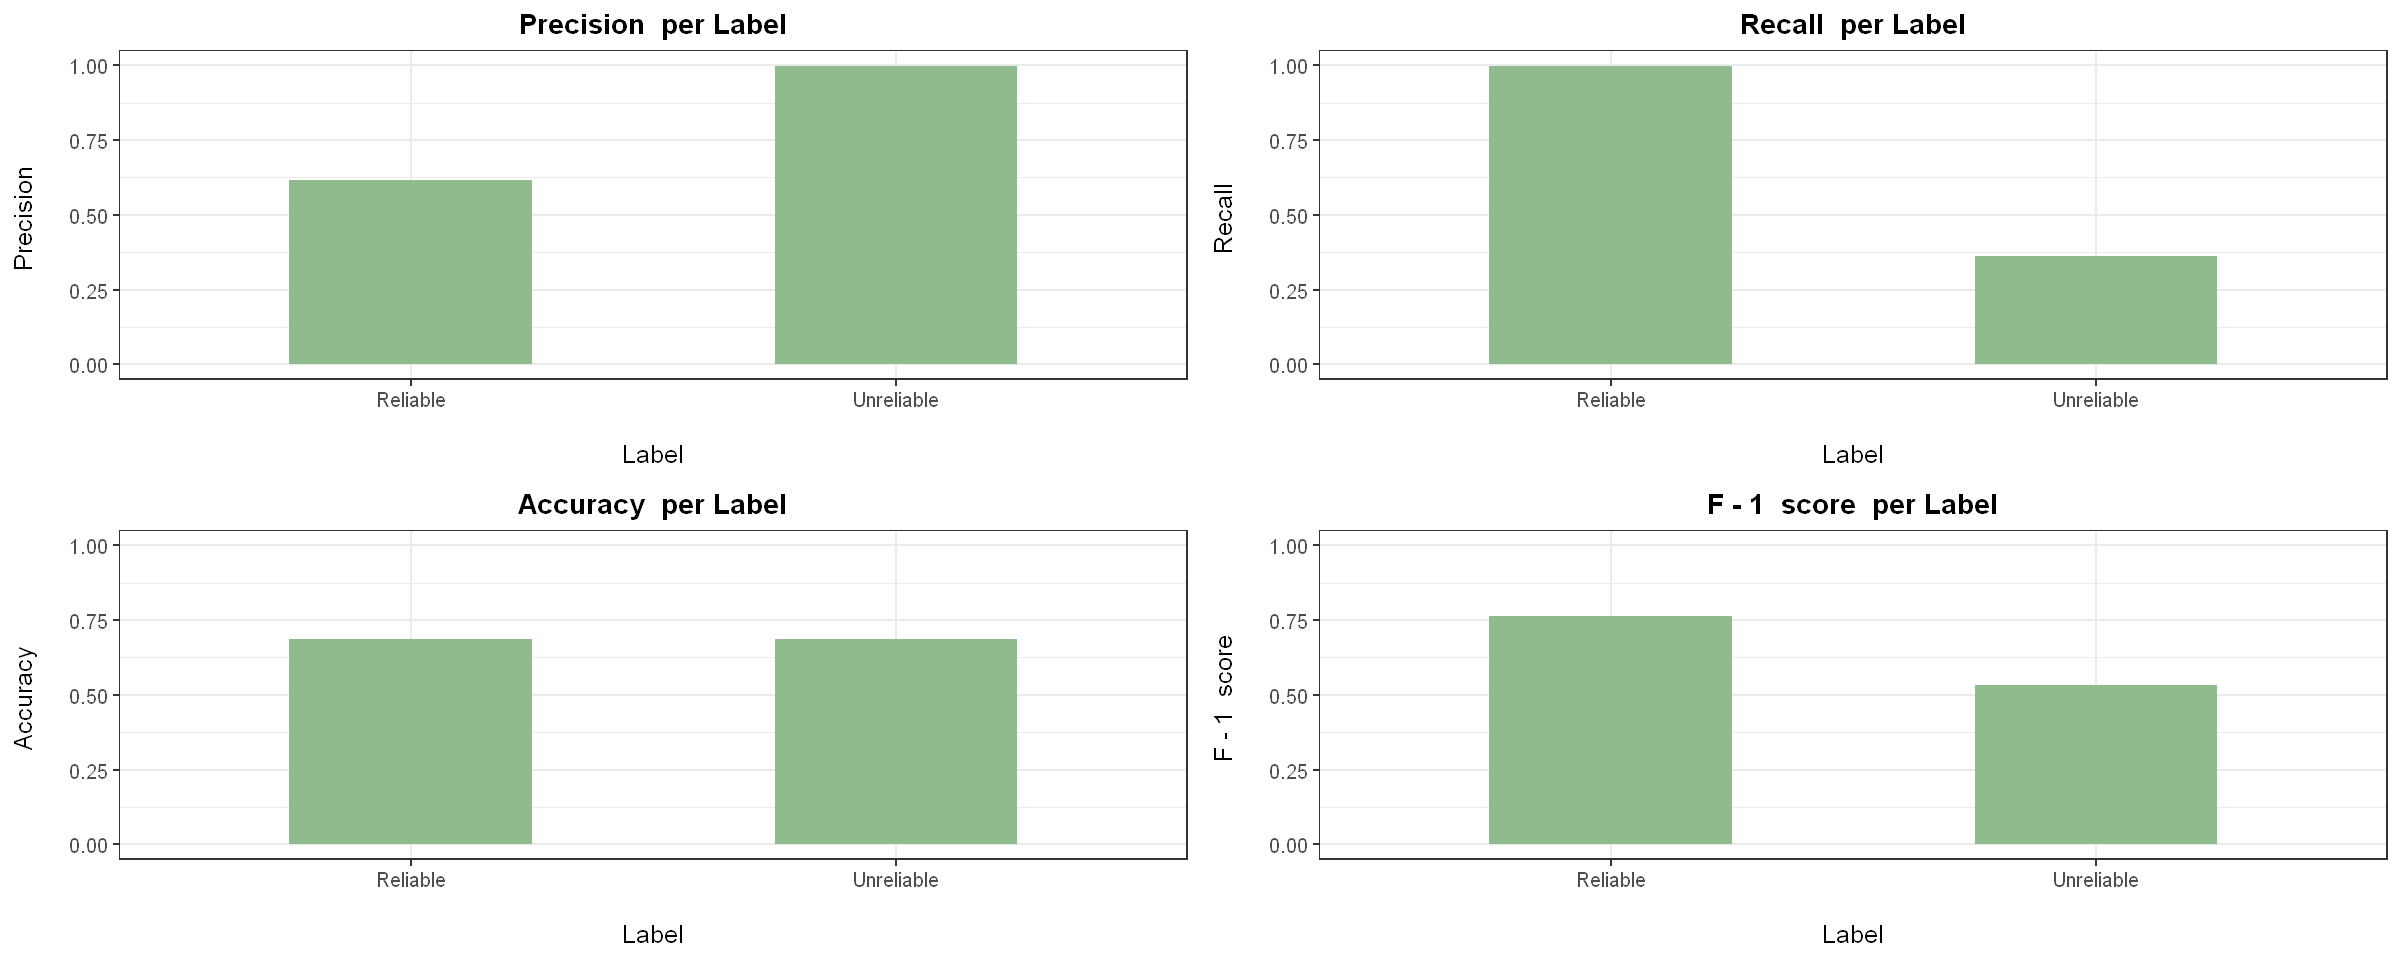 Precision  per Label
1.00
0.75
0.50
0.25
0.00
Precision
Reliable
Unreliable
Label
Recall  per Label
1.00
0.75
0.50
0.25
0.00
Recall
Reliable
Unreliable
Label
Accuracy  per Label
1.00
0.75
0.50
0.25
0.00
Accuracy
Reliable
Unreliable
Label
F - 1  score  per Label
1.00
0.75
0.50
0.25
0.00
F - 1  score
Reliable
Unreliable
Label